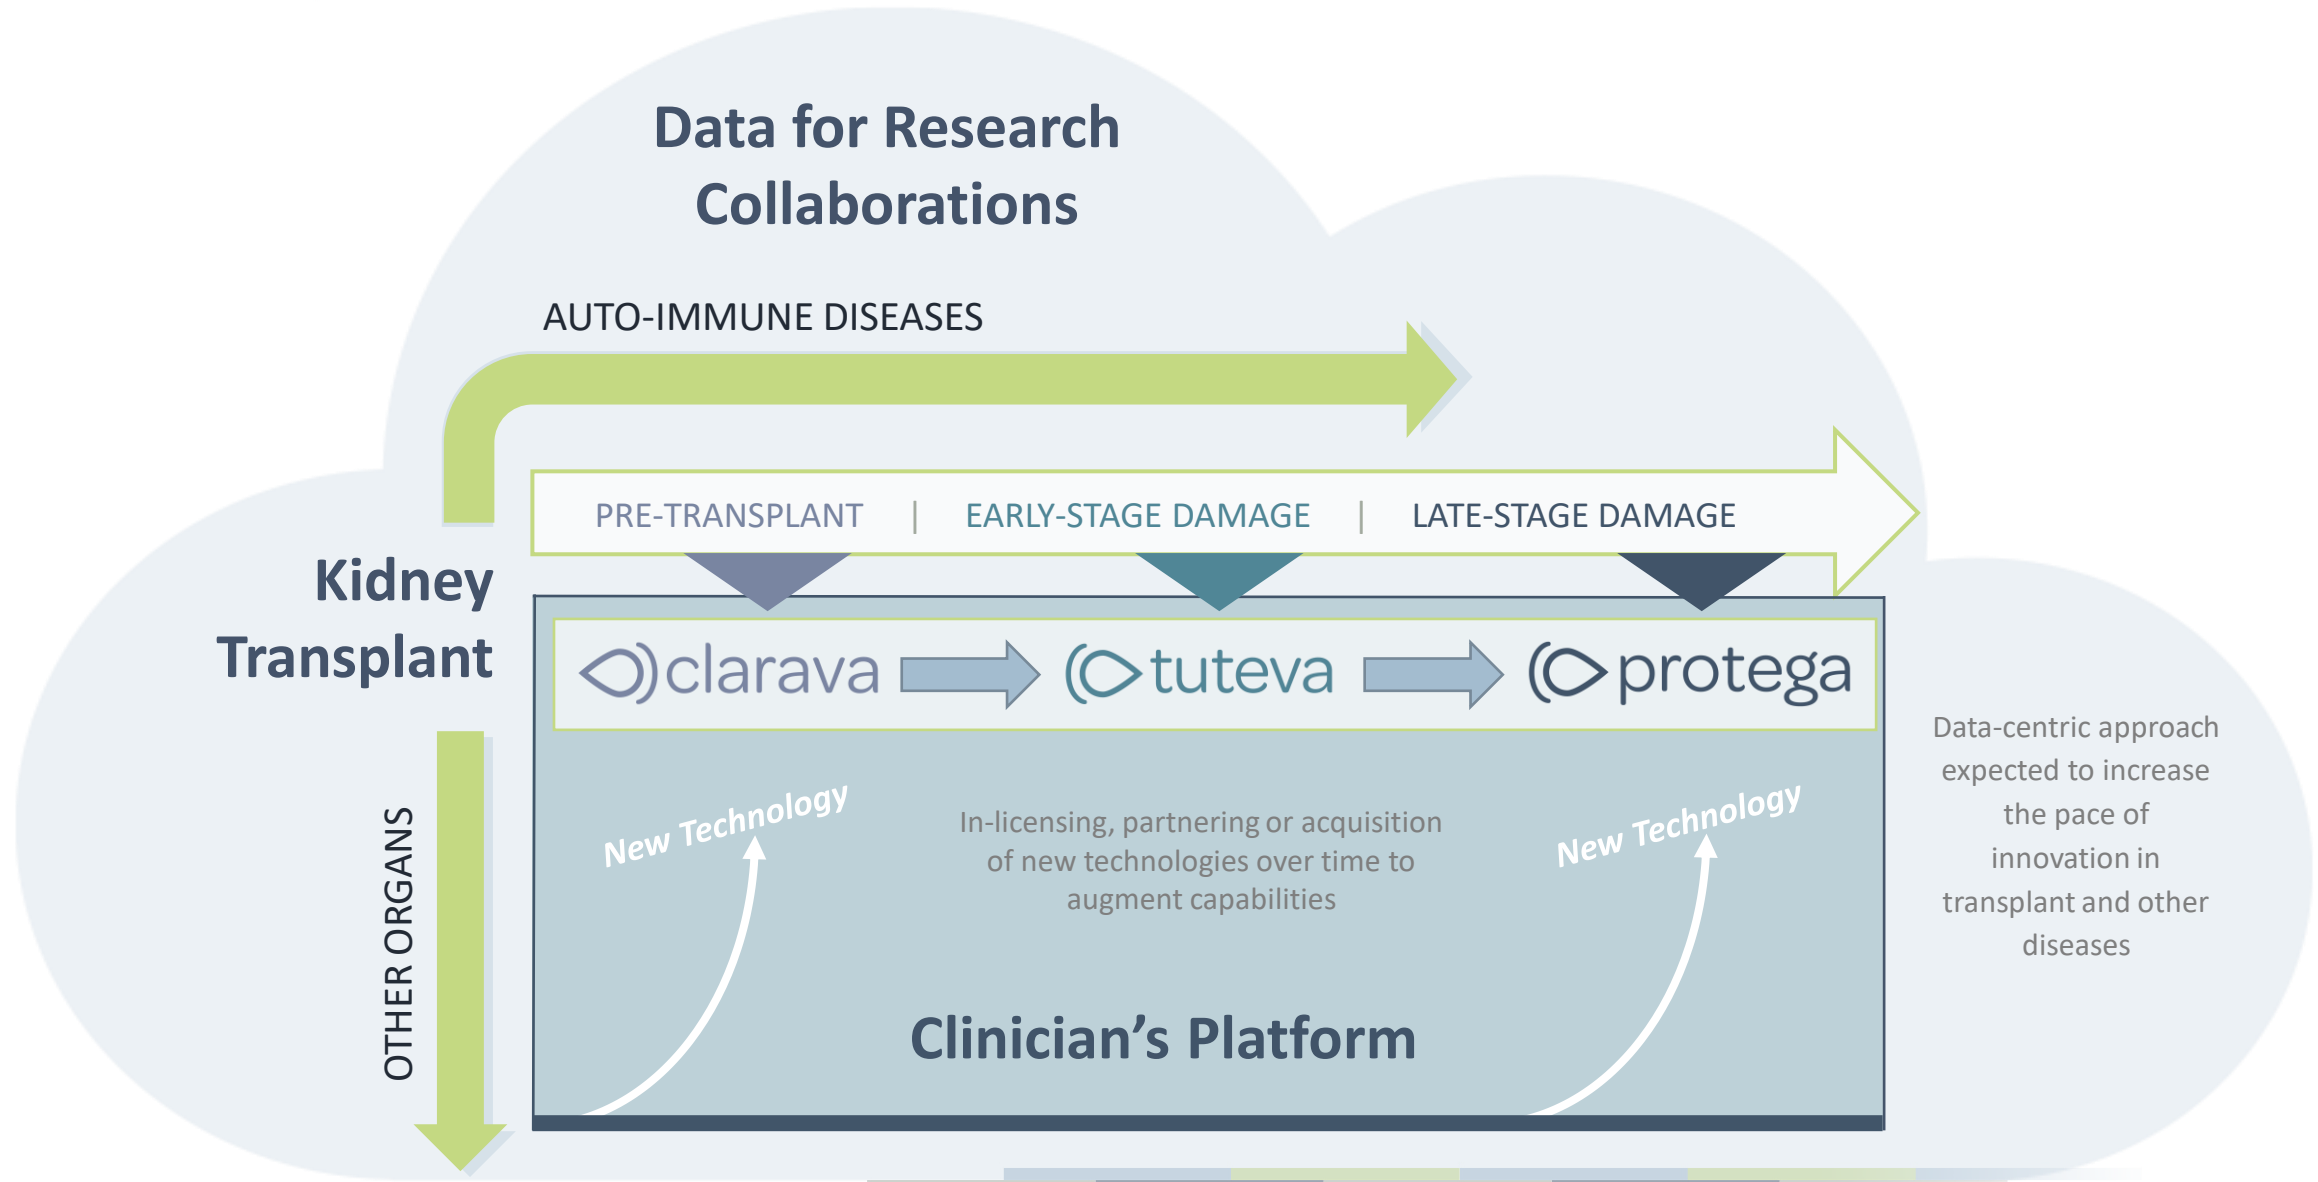 Data for Research
Collaborations
AUTO-IMMUNE DISEASES
PRE-TRANSPLANT | EARLY-STAGE DAMAGE | LATE-STAGE DAMAGE
Kidney
Transplant
clarava
tuteva
protega
OTHER ORGANS
New Technology
In-licensing, partnering or acquisition
of new technologies over time to
augment capabilities
New Technology
Clinician's Platform
Data-centric approach
expected to increase
the pace of
innovation in
transplant and other
diseases